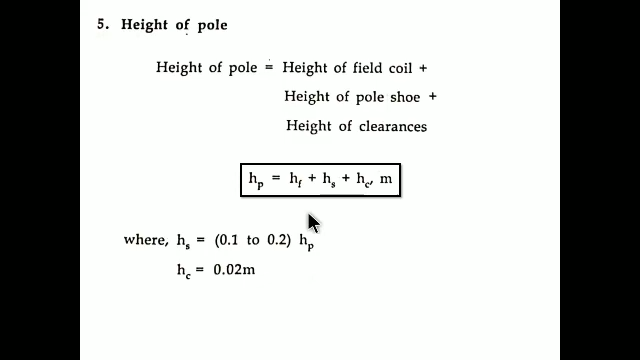 5. Height of pole
Height of pole = Height of field coil +
Height of pole shoe +
Height of clearances
hp = hf + hs + hc, m
where, hs = (0.1 to 0.2) hp
hc = 0.02m